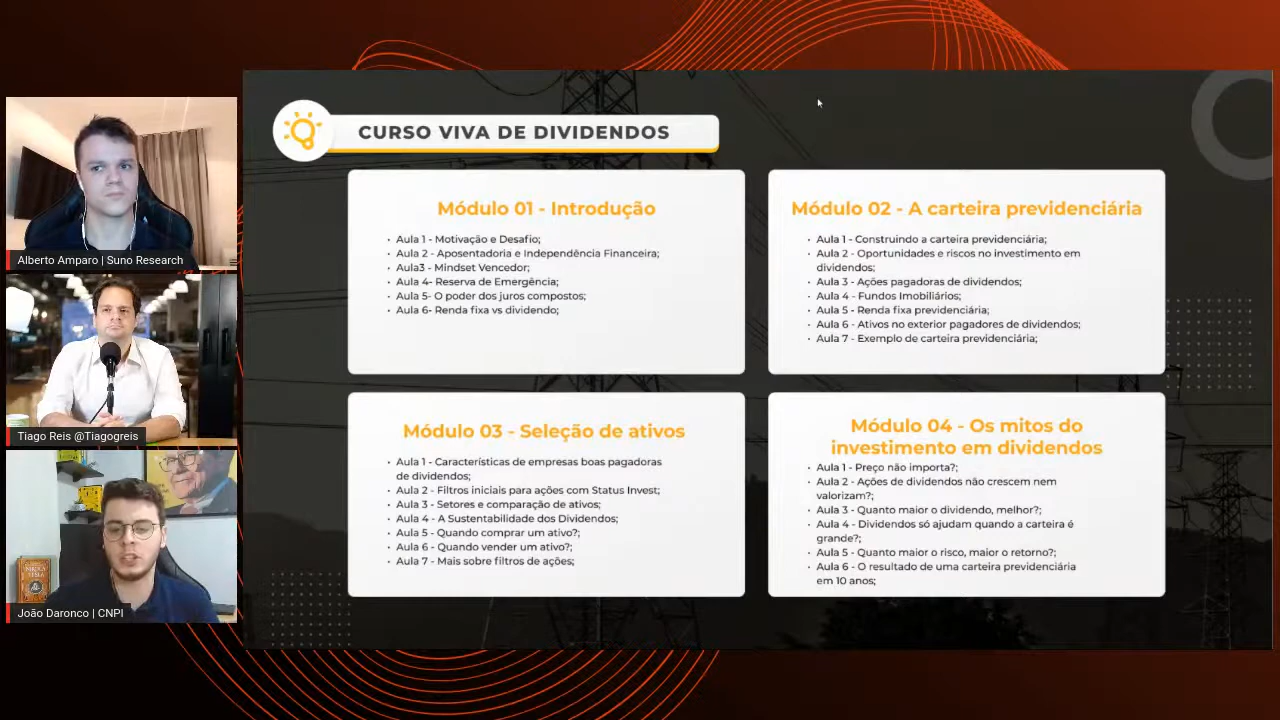 CURSO VIVA DE DIVIDENDOS
Módulo 01 - Introdução
• Aula 1 - Motivação e Desafio;
• Aula 2 - Aposentadoria e Independência Financeira;
• Aula3 - Mindset Vencedor;
• Aula 4- Reserva de Emergência;
• Aula 5- O poder dos juros compostos;
• Aula 6- Renda fixa vs dividendo;
Módulo 02 - A carteira previdenciária
• Aula 1 - Construindo a carteira previdenciária;
• Aula 2 - Oportunidades e riscos no investimento em
dividendos;
• Aula 3 - Ações pagadoras de dividendos;
• Aula 4 - Fundos Imobiliários;
• Aula 5 - Renda fixa previdenciária;
• Aula 6 - Ativos no exterior pagadores de dividendos;
• Aula 7 - Exemplo de carteira previdenciária;
Módulo 03 - Seleção de ativos
• Aula 1 - Características de empresas boas pagadoras
de dividendos;
• Aula 2 - Filtros iniciais para ações com Status Invest;
• Aula 3 - Setores e comparação de ativos;
• Aula 4 - A Sustentabilidade dos Dividendos;
• Aula 5 - Quando comprar um ativo?;
• Aula 6 - Quando vender um ativo?;
• Aula 7 - Mais sobre filtros de ações;
Módulo 04 - Os mitos do
investimento em dividendos
• Aula 1 - Preço não importa?;
• Aula 2 - Ações de dividendos não crescem nem
valorizam?;
• Aula 3 - Quanto maior o dividendo, melhor?;
• Aula 4 - Dividendos só ajudam quando a carteira é
grande?;
• Aula 5 - Quanto maior o risco, maior o retorno?;
• Aula 6 - O resultado de uma carteira previdenciária
em 10 anos;
Alberto Amparo | Suno Research
Tiago Reis @Tiagogreis
João Daronco | CNPI